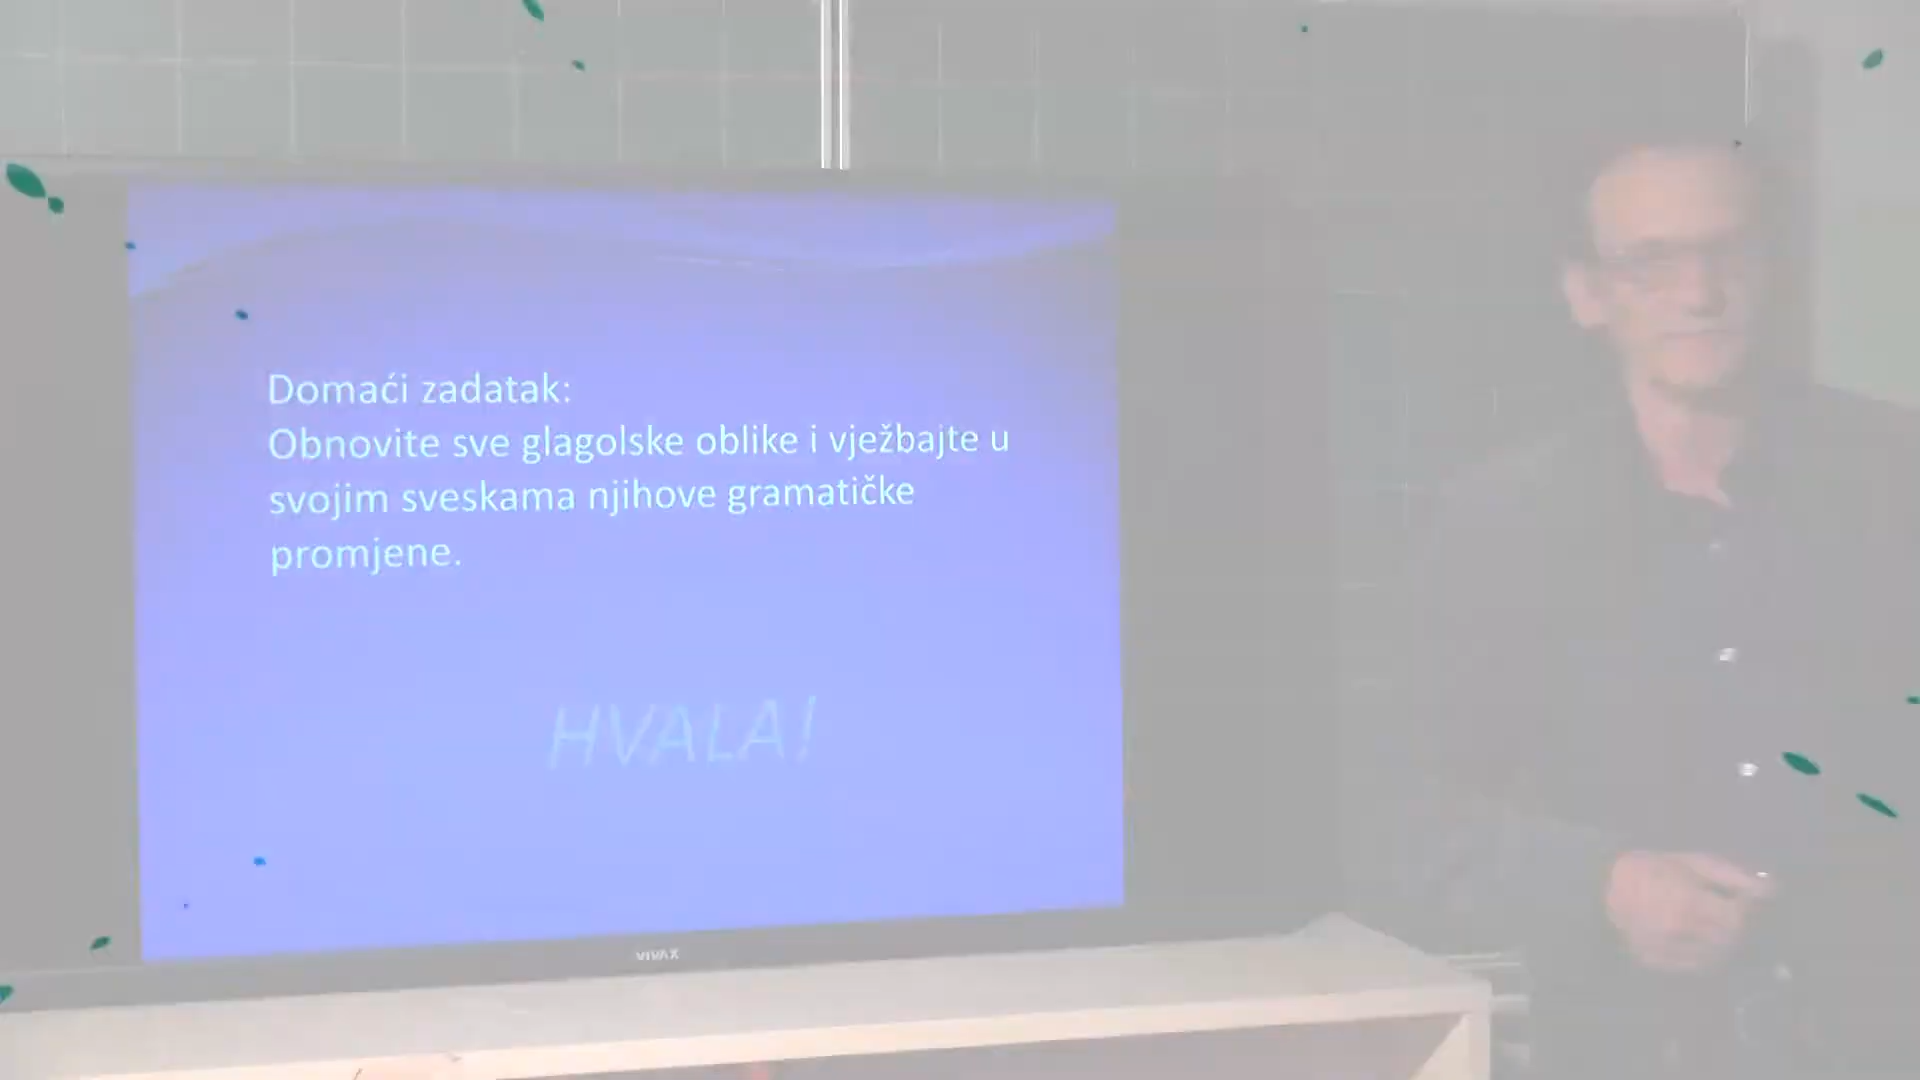 Domaći zadatak:
Obnovite sve glagolske oblike i vježbajte u
svojim sveskama njihove gramatičke
promjene.
HVALA!
VIVAX